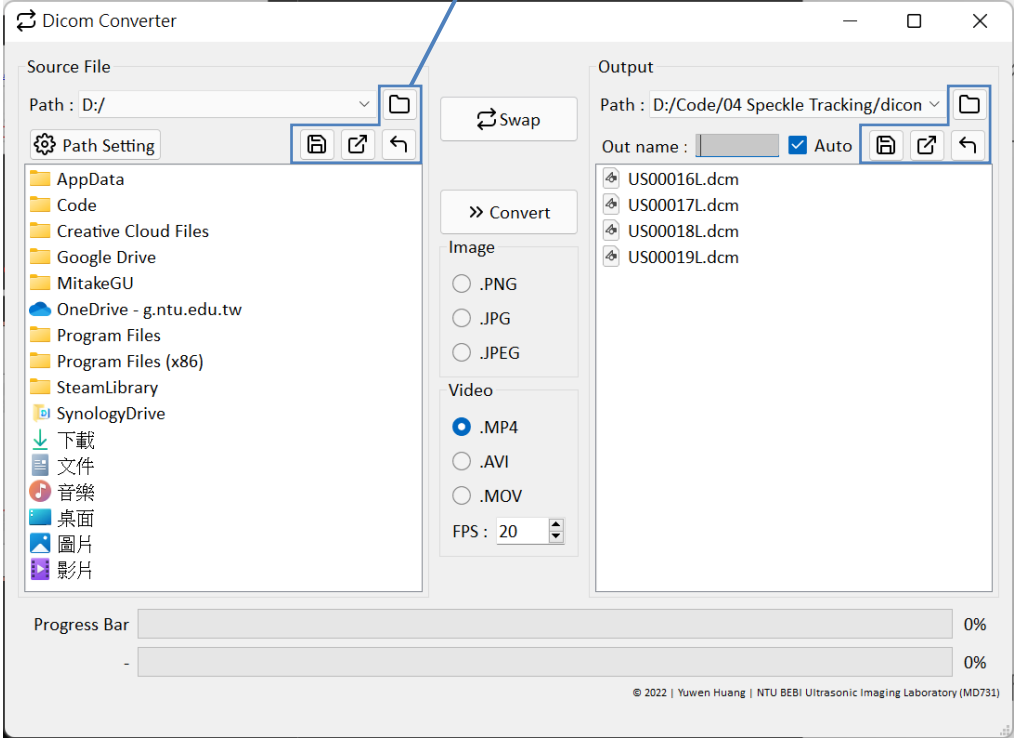 Dicom Converter
Source File
Path : D:/
Path Setting
AppData
Code
Creative Cloud Files
Google Drive
MitakeGU
OneDrive - g.ntu.edu.tw
Program Files
Program Files (x86)
SteamLibrary
SynologyDrive
下載
文件
音樂
桌面
圖片
影片
Swap
Convert
Image
.PNG
.JPG
.JPEG
Video
.MP4
.AVI
.MOV
FPS : 20
Output
Path : D:/Code/04 Speckle Tracking/dicon
Out name : Auto
US00016L.dcm
US00017L.dcm
US00018L.dcm
US00019L.dcm
Progress Bar 0%
- 0%
© 2022 | Yuwen Huang | NTU BEBI Ultrasonic Imaging Laboratory (MD731)